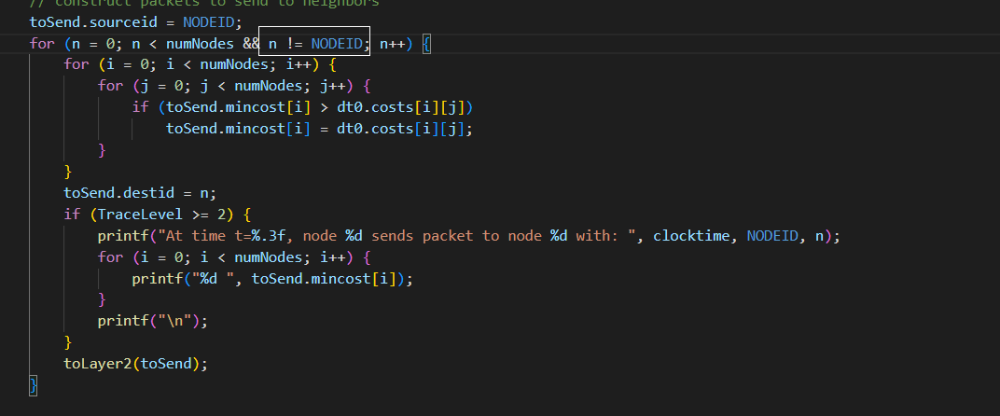 // construct packets to send to neighbors
toSend.sourceid = NODEID;
for (n = 0; n < numNodes && n != NODEID; n++) {
for (i = 0; i < numNodes; i++) {
for (j = 0; j < numNodes; j++) {
if (toSend.mincost[i] > dt0.costs[i][j])
toSend.mincost[i] = dt0.costs[i][j];
}
}
toSend.destid = n;
if (TraceLevel >= 2) {
printf("At time t=%.3f, node %d sends packet to node %d with: ", clocktime, NODEID, n);
for (i = 0; i < numNodes; i++) {
printf("%d ", toSend.mincost[i]);
}
printf("\n");
}
toLayer2(toSend);
}